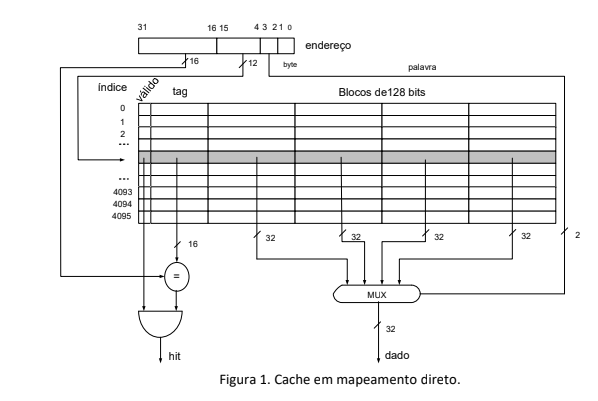 31 16 15 4 3 2 1 0
endereço
16 12 byte palavra
índice válido tag Blocos de128 bits
0
1
2
...
...
4093
4094
4095
16 32 32 32 32 2
=
MUX
32
hit dado
Figura 1. Cache em mapeamento direto.